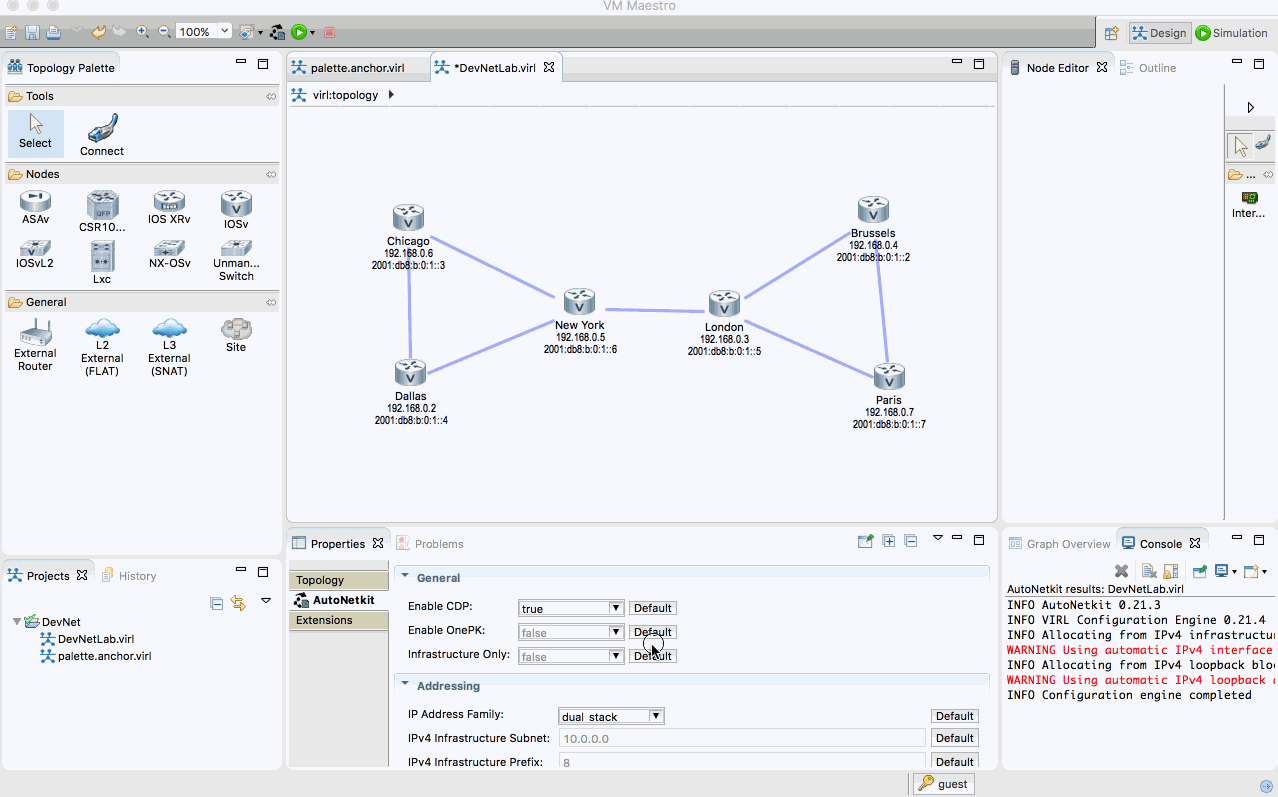 VM Maestro
100%
Design
Simulation
Topology Palette
Tools
Select
Connect
Nodes
ASAv
CSR10...
IOS XRv
IOSv
IOSvL2
Lxc
NX-OSv
Unman...
Switch
General
External
Router
L2
External
(FLAT)
L3
External
(SNAT)
Site
Projects
History
DevNet
DevNetLab.virl
palette.anchor.virl
palette.anchor.virl
*DevNetLab.virl
virl:topology
Chicago
192.168.0.6
2001:db8:b:0:1::3
Brussels
192.168.0.4
2001:db8:b:0:1::2
New York
192.168.0.5
2001:db8:b:0:1::6
London
192.168.0.3
2001:db8:b:0:1::5
Dallas
192.168.0.2
2001:db8:b:0:1::4
Paris
192.168.0.7
2001:db8:b:0:1::7
Properties
Problems
Topology
AutoNetkit
Extensions
General
Enable CDP: true Default
Enable OnePK: false Default
Infrastructure Only: false Default
Addressing
IP Address Family: dual_stack Default
IPv4 Infrastructure Subnet: 10.0.0.0 Default
IPv4 Infrastructure Prefix: 8 Default
Node Editor
Outline
...
Inter...
Graph Overview
Console
AutoNetkit results: DevNetLab.virl
INFO AutoNetkit 0.21.3
INFO VIRL Configuration Engine 0.21.4
INFO Allocating from IPv4 infrastructu
WARNING Using automatic IPv4 interface
INFO Allocating from IPv4 loopback blo
WARNING Using automatic IPv4 loopback
INFO Configuration engine completed
guest